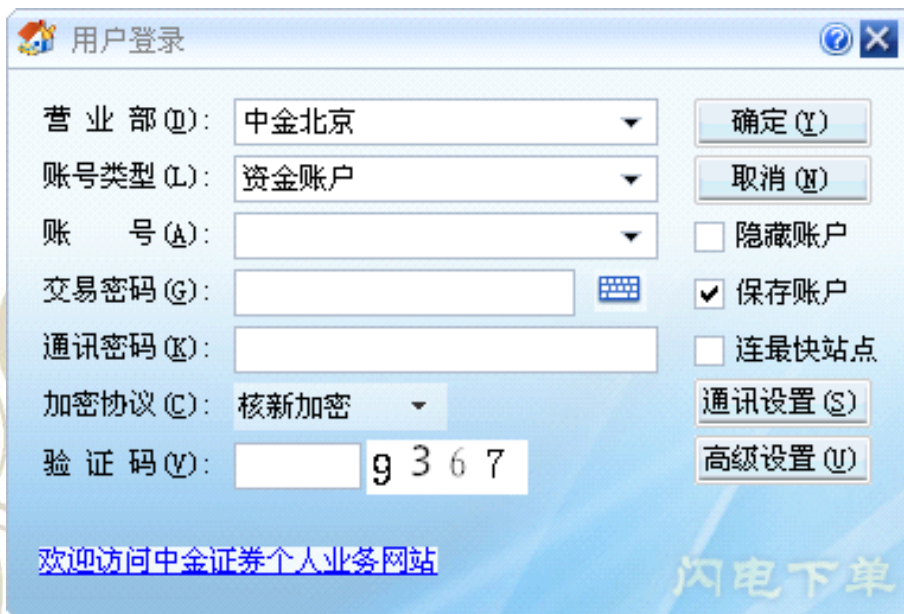 用户登录
营 业 部(D): 中金北京 确定(Y)
账号类型(L): 资金账户 取消(N)
账 号(A): 隐藏账户
交易密码(G): 保存账户
通讯密码(K): 连最快站点
加密协议(C): 核新加密 通讯设置(S)
验 证 码(V): 9367 高级设置(U)
欢迎访问中金证券个人业务网站
闪电下单